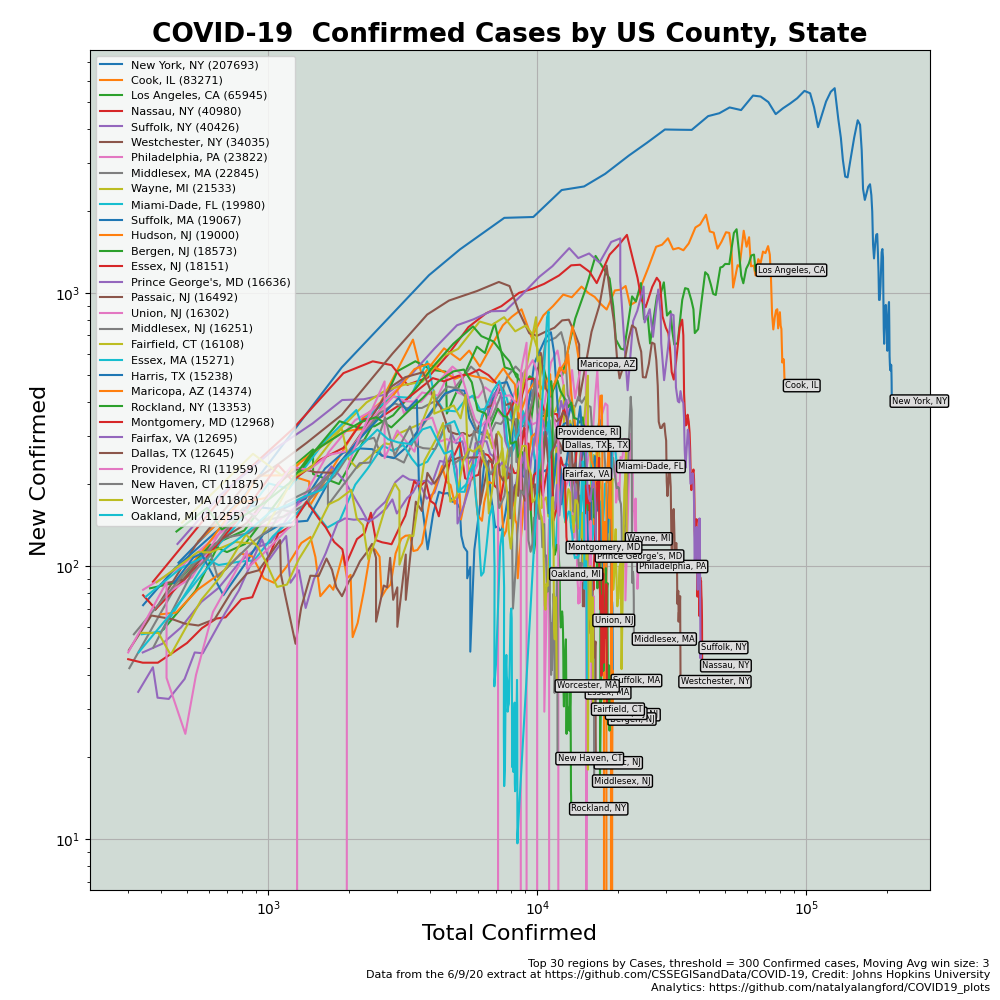 COVID-19  Confirmed Cases by US County, State
New York, NY (207693)
Cook, IL (83271)
Los Angeles, CA (65945)
Nassau, NY (40980)
Suffolk, NY (40426)
Westchester, NY (34035)
Philadelphia, PA (23822)
Middlesex, MA (22845)
Wayne, MI (21533)
Miami-Dade, FL (19980)
Suffolk, MA (19067)
Hudson, NJ (19000)
Bergen, NJ (18573)
Essex, NJ (18151)
Prince George's, MD (16636)
Passaic, NJ (16492)
Union, NJ (16302)
Middlesex, NJ (16251)
Fairfield, CT (16108)
Essex, MA (15271)
Harris, TX (15238)
Maricopa, AZ (14374)
Rockland, NY (13353)
Montgomery, MD (12968)
Fairfax, VA (12695)
Dallas, TX (12645)
Providence, RI (11959)
New Haven, CT (11875)
Worcester, MA (11803)
Oakland, MI (11255)
New Confirmed
10³
10²
10¹
Los Angeles, CA
Maricopa, AZ
Cook, IL
New York, NY
Providence, RI
Dallas, TX
s, TX
Miami-Dade, FL
Fairfax, VA
Wayne, MI
Montgomery, MD
Prince George's, MD
Philadelphia, PA
Oakland, MI
Union, NJ
Middlesex, MA
Suffolk, NY
Nassau, NY
Westchester, NY
Suffolk, MA
Worcester, MA
Essex, MA
Fairfield, CT
NJ
Bergen, NJ
New Haven, CT
NJ
Middlesex, NJ
Rockland, NY
10³
10⁴
10⁵
Total Confirmed
Top 30 regions by Cases, threshold = 300 Confirmed cases, Moving Avg win size: 3
Data from the 6/9/20 extract at https://github.com/CSSEGISandData/COVID-19, Credit: Johns Hopkins University
Analytics: https://github.com/natalyalangford/COVID19_plots